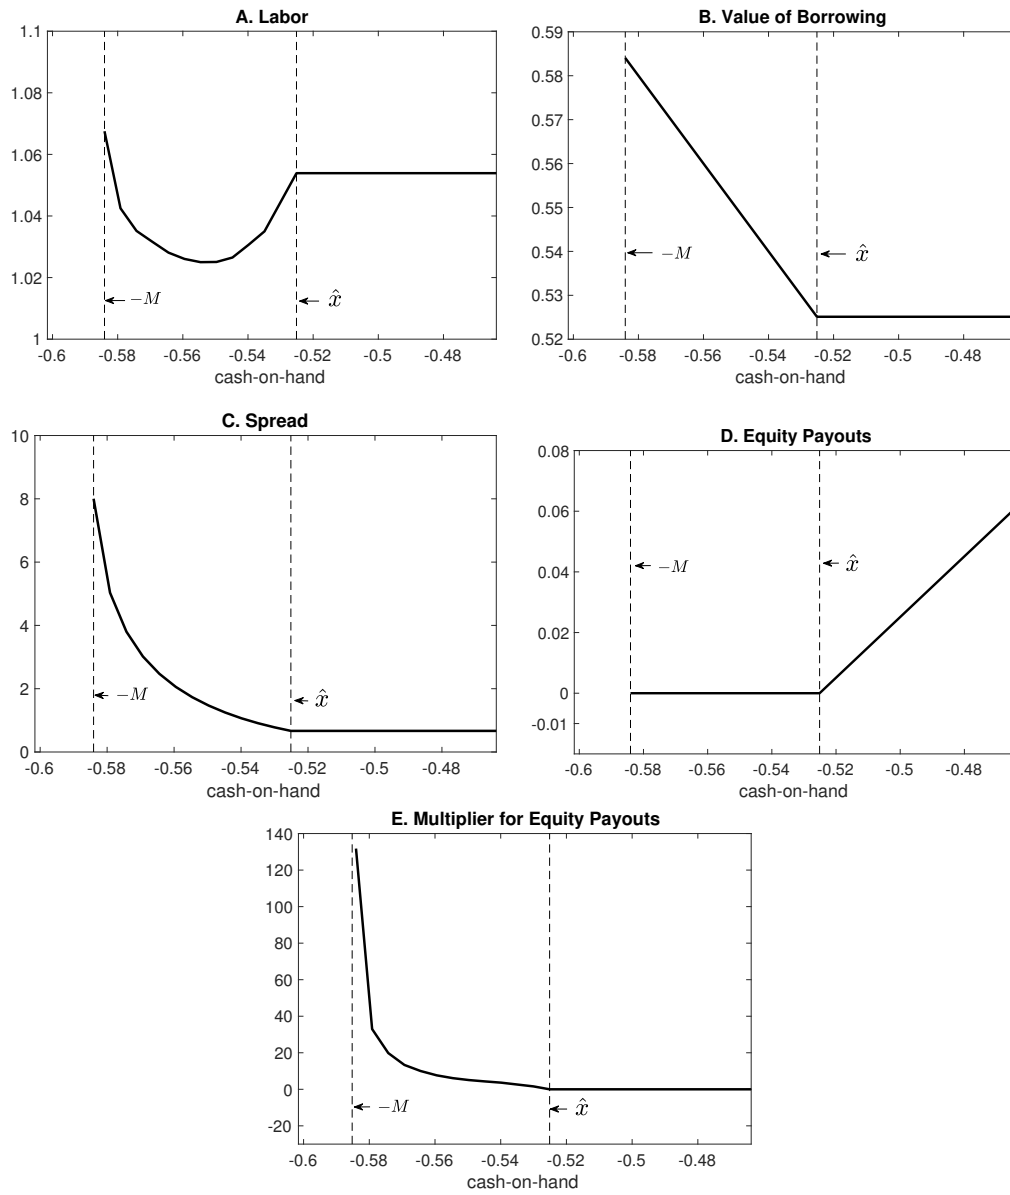 A. Labor
1.1
1.08
1.06
1.04
1.02
1
−M
x̂
-0.6 -0.58 -0.56 -0.54 -0.52 -0.5 -0.48
cash-on-hand
B. Value of Borrowing
0.59
0.58
0.57
0.56
0.55
0.54
0.53
0.52
−M
x̂
-0.6 -0.58 -0.56 -0.54 -0.52 -0.5 -0.48
cash-on-hand
C. Spread
10
8
6
4
2
0
−M
x̂
-0.6 -0.58 -0.56 -0.54 -0.52 -0.5 -0.48
cash-on-hand
D. Equity Payouts
0.08
0.06
0.04
0.02
0
-0.01
−M
x̂
-0.6 -0.58 -0.56 -0.54 -0.52 -0.5 -0.48
cash-on-hand
E. Multiplier for Equity Payouts
140
120
100
80
60
40
20
0
-20
−M
x̂
-0.6 -0.58 -0.56 -0.54 -0.52 -0.5 -0.48
cash-on-hand